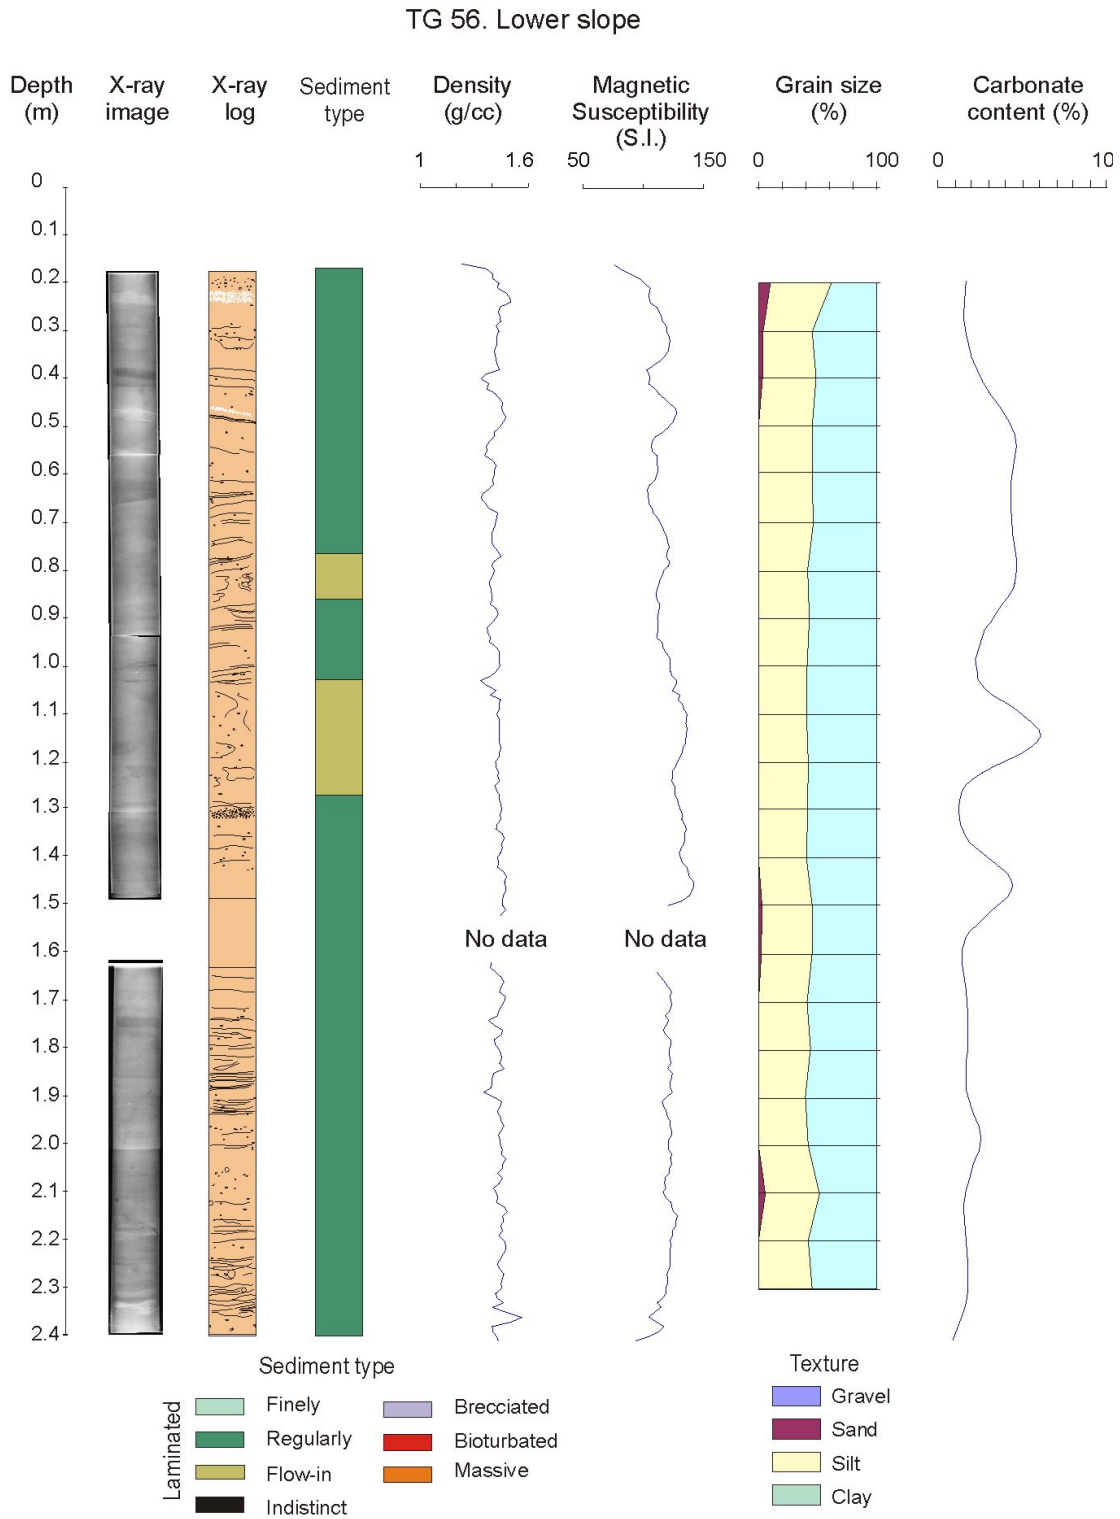 TG 56. Lower slope
Depth
(m)
X-ray
image
X-ray
log
Sediment
type
Density
(g/cc)
Magnetic
Susceptibility
(S.I.)
Grain size
(%)
Carbonate
content (%)
1 1.6
50 150
0 100
0 10
0
0.1
0.2
0.3
0.4
0.5
0.6
0.7
0.8
0.9
1.0
1.1
1.2
1.3
1.4
1.5
No data No data
1.6
1.7
1.8
1.9
2.0
2.1
2.2
2.3
2.4
Sediment type
Laminated
Finely
Regularly
Flow-in
Indistinct
Brecciated
Bioturbated
Massive
Texture
Gravel
Sand
Silt
Clay